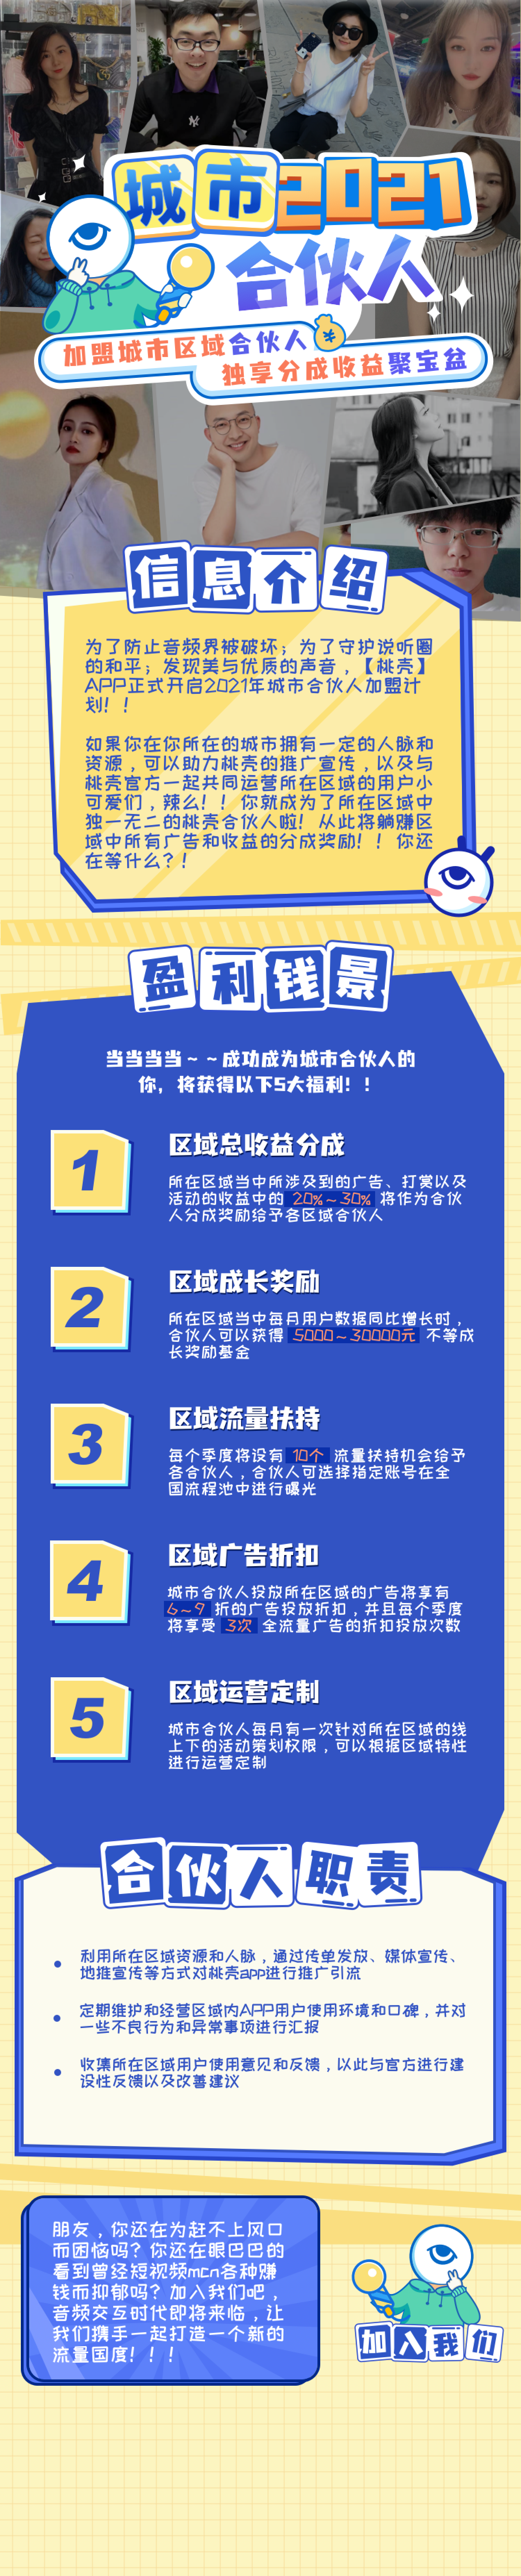 城市2021
合伙人
加盟城市区域合伙人
独享分成收益聚宝盆
信息介绍
为了防止音频界被破坏；为了守护说听圈
的和平；发现美与优质的声音，【桃壳】
APP正式开启2021年城市合伙人加盟计
划！！
如果你在你所在的城市拥有一定的人脉和
资源，可以助力桃壳的推广宣传，以及与
桃壳官方一起共同运营所在区域的用户小
可爱们，辣么！！你就成为了所在区域中
独一无二的桃壳合伙人啦！从此将躺赚区
域中所有广告和收益的分成奖励！！你还
在等什么？！
盈利钱景
当当当当~~成功成为城市合伙人的
你，将获得以下5大福利！！
1
区域总收益分成
所在区域当中所涉及到的广告、打赏以及
活动的收益中的 20%~30% 将作为合伙
人分成奖励给予各区域合伙人
2
区域成长奖励
所在区域当中每月用户数据同比增长时，
合伙人可以获得 5000~30000元 不等成
长奖励基金
3
区域流量扶持
每个季度将设有 10个 流量扶持机会给予
各合伙人，合伙人可选择指定账号在全
国流程池中进行曝光
4
区域广告折扣
城市合伙人投放所在区域的广告将享有
6~9 折的广告投放折扣，并且每个季度
将享受 3次 全流量广告的折扣投放次数
5
区域运营定制
城市合伙人每月有一次针对所在区域的线
上下的活动策划权限，可以根据区域特性
进行运营定制
合伙人职责
利用所在区域资源和人脉，通过传单发放、媒体宣传、
地推宣传等方式对桃壳app进行推广引流
定期维护和经营区域内APP用户使用环境和口碑，并对
一些不良行为和异常事项进行汇报
收集所在区域用户使用意见和反馈，以此与官方进行建
设性反馈以及改善建议
朋友，你还在为赶不上风口
而困恼吗？你还在眼巴巴的
看到曾经短视频mcn各种赚
钱而抑郁吗？加入我们吧，
音频交互时代即将来临，让
我们携手一起打造一个新的
流量国度！！！
加入我们